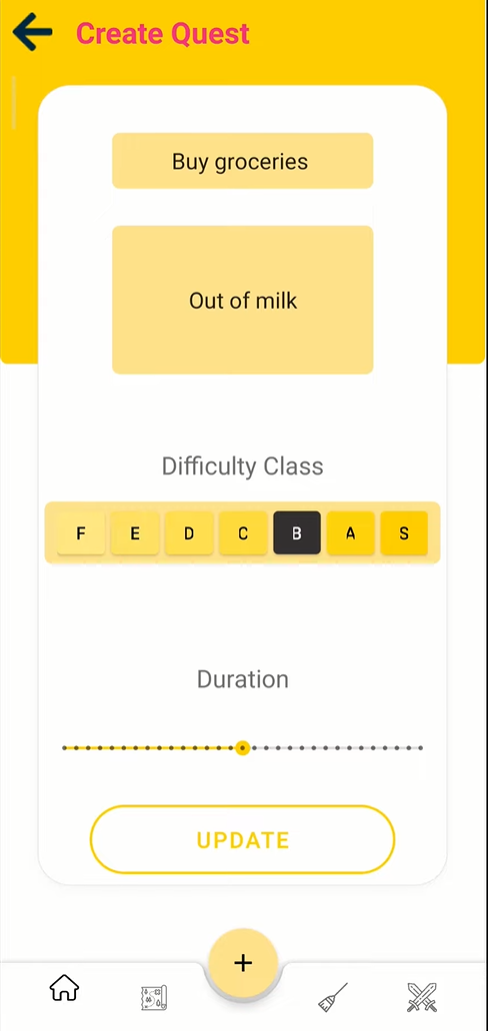 Create Quest
Buy groceries
Out of milk
Difficulty Class
F E D C B A S
Duration
UPDATE
+